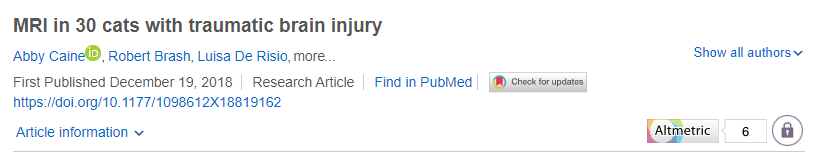 MRI in 30 cats with traumatic brain injury
Abby Caine iD, Robert Brash, Luisa De Risio, more...
Show all authors
First Published December 19, 2018 | Research Article | Find in PubMed | Check for updates
https://doi.org/10.1177/1098612X18819162
Article information
Altmetric 6